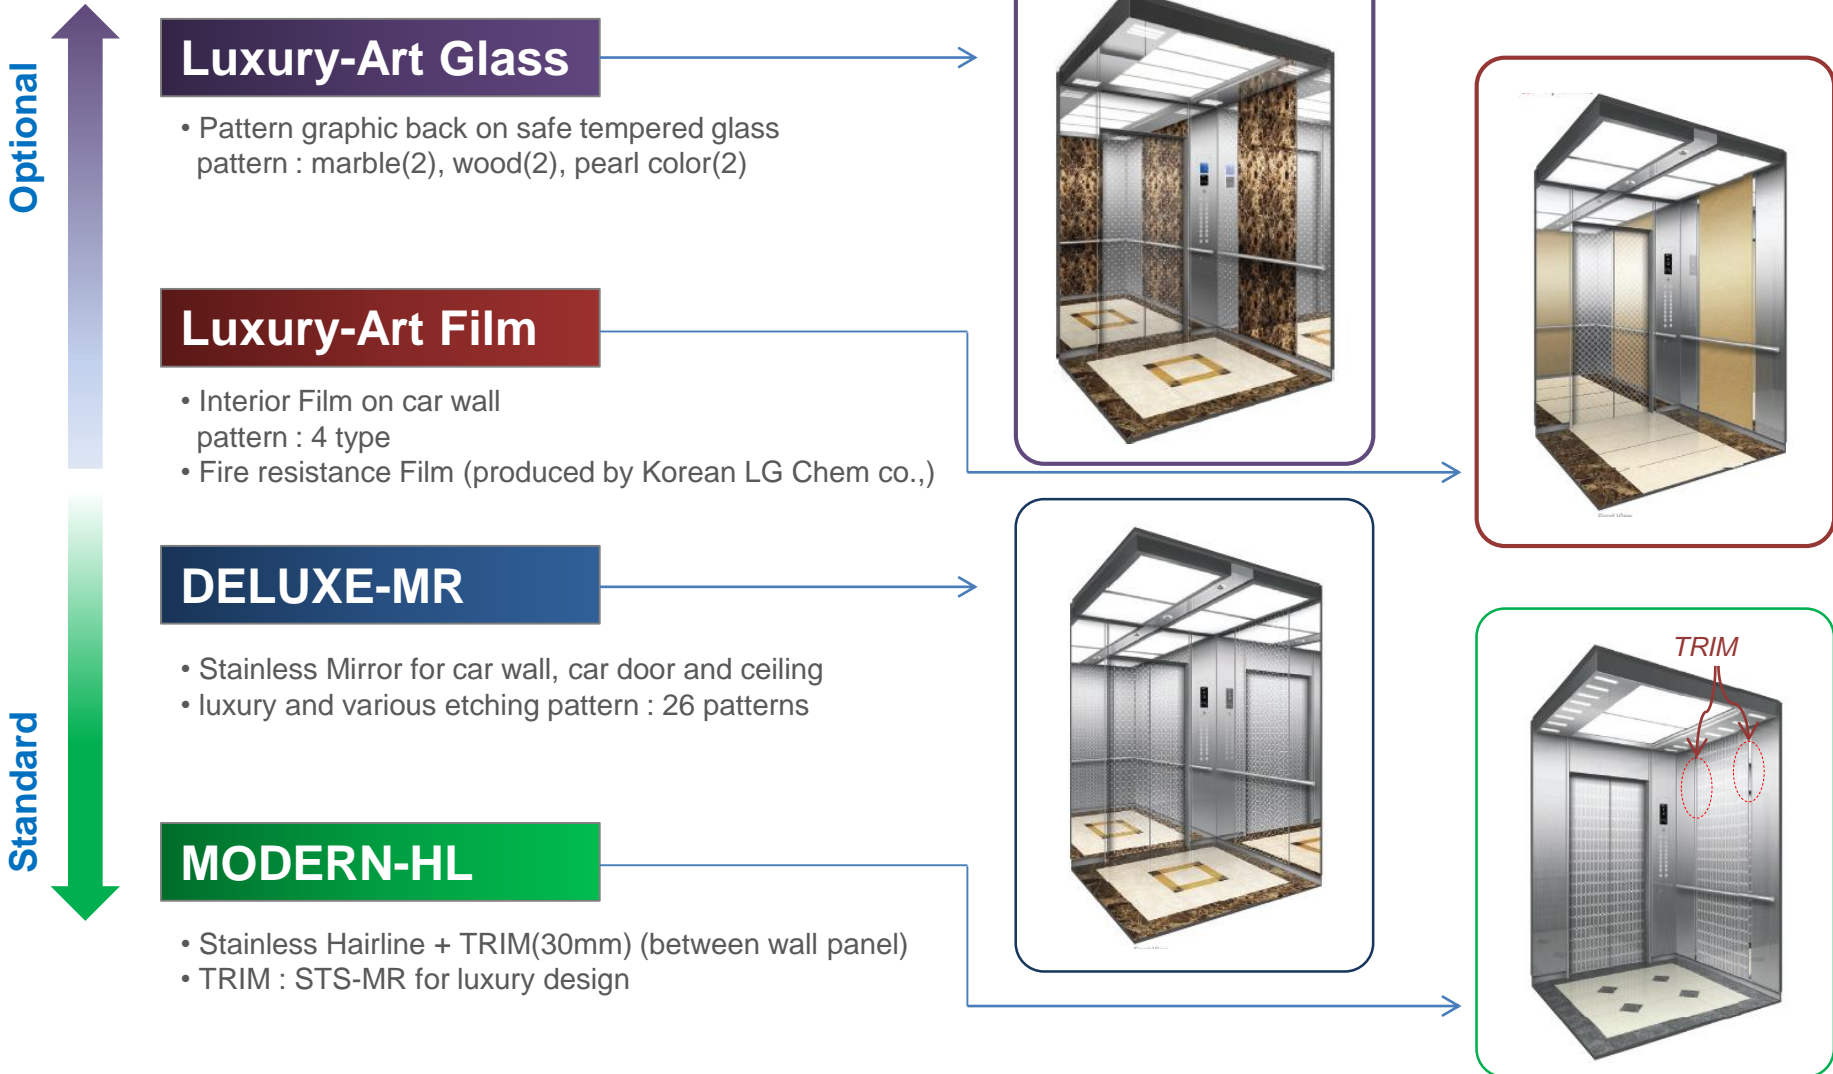 Optional
Luxury-Art Glass
• Pattern graphic back on safe tempered glass
pattern : marble(2), wood(2), pearl color(2)
Luxury-Art Film
• Interior Film on car wall
pattern : 4 type
• Fire resistance Film (produced by Korean LG Chem co.,)
Standard
DELUXE-MR
• Stainless Mirror for car wall, car door and ceiling
• luxury and various etching pattern : 26 patterns
MODERN-HL
• Stainless Hairline + TRIM(30mm) (between wall panel)
• TRIM : STS-MR for luxury design
TRIM